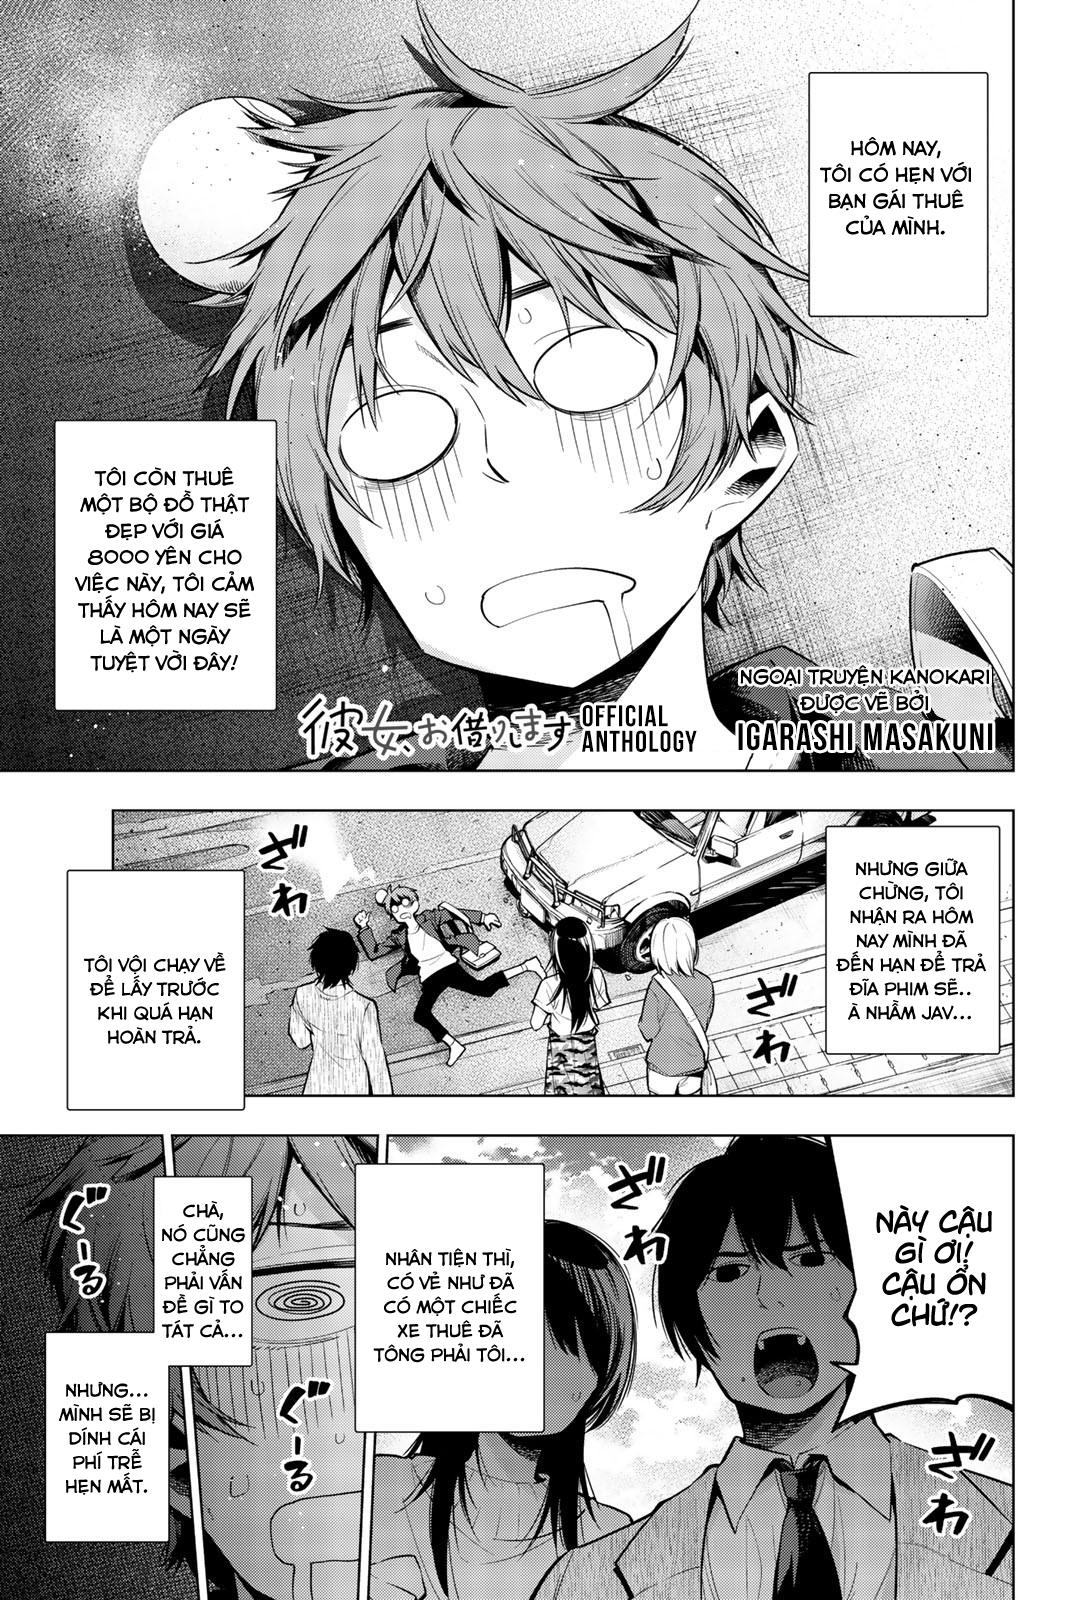 HÔM NAY,
TÔI CÓ HẸN VỚI
BẠN GÁI THUÊ
CỦA MÌNH.
TÔI CÒN THUÊ
MỘT BỘ ĐỒ THẬT
ĐẸP VỚI GIÁ
8000 YÊN CHO
VIỆC NÀY, TÔI CẢM
THẤY HÔM NAY SẼ
LÀ MỘT NGÀY
TUYỆT VỜI ĐÂY!
彼女、お借りします
OFFICIAL
ANTHOLOGY
NGOẠI TRUYỆN KANOKARI
ĐƯỢC VẼ BỞI
IGARASHI MASAKUNI
NHƯNG GIỮA
CHỪNG, TÔI
NHẬN RA HÔM
NAY MÌNH ĐÃ
ĐẾN HẠN ĐỂ TRẢ
ĐĨA PHIM SẼ..
À NHẦM JAV...
ざわ
ざわ
TÔI VỘI CHẠY VỀ
ĐỂ LẤY TRƯỚC
KHI QUÁ HẠN
HOÀN TRẢ.
NÀY CẬU
GÌ ƠI!
CẬU ỔN
CHỨ!?
ざわ
NHÂN TIỆN THÌ,
CÓ VẺ NHƯ ĐÃ
CÓ MỘT CHIẾC
XE THUÊ ĐÃ
TÔNG PHẢI TÔI...
CHÀ,
NÓ CŨNG
CHẲNG
PHẢI VẤN
ĐỀ GÌ TO
TÁT CẢ...
ぐーる
ぐーる
NHƯNG...
MÌNH SẼ BỊ
DÍNH CÁI
PHÍ TRỄ
HẸN MẤT.